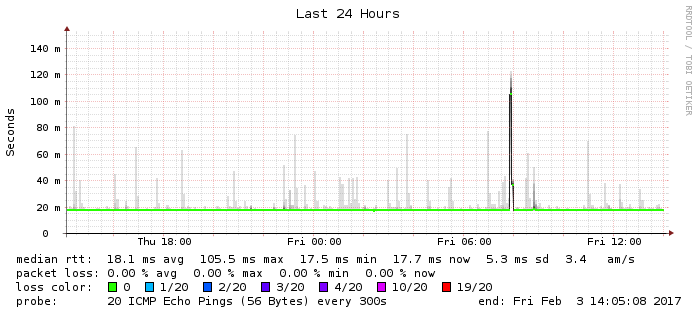 Last 24 Hours
RRDTOOL / TOBI OETIKER
Seconds
140 m
120 m
100 m
80 m
60 m
40 m
20 m
0
Thu 18:00 Fri 00:00 Fri 06:00 Fri 12:00
median rtt: 18.1 ms avg 105.5 ms max 17.5 ms min 17.7 ms now 5.3 ms sd 3.4 am/s
packet loss: 0.00 % avg 0.00 % max 0.00 % min 0.00 % now
loss color: 0 1/20 2/20 3/20 4/20 10/20 19/20
probe: 20 ICMP Echo Pings (56 Bytes) every 300s end: Fri Feb 3 14:05:08 2017